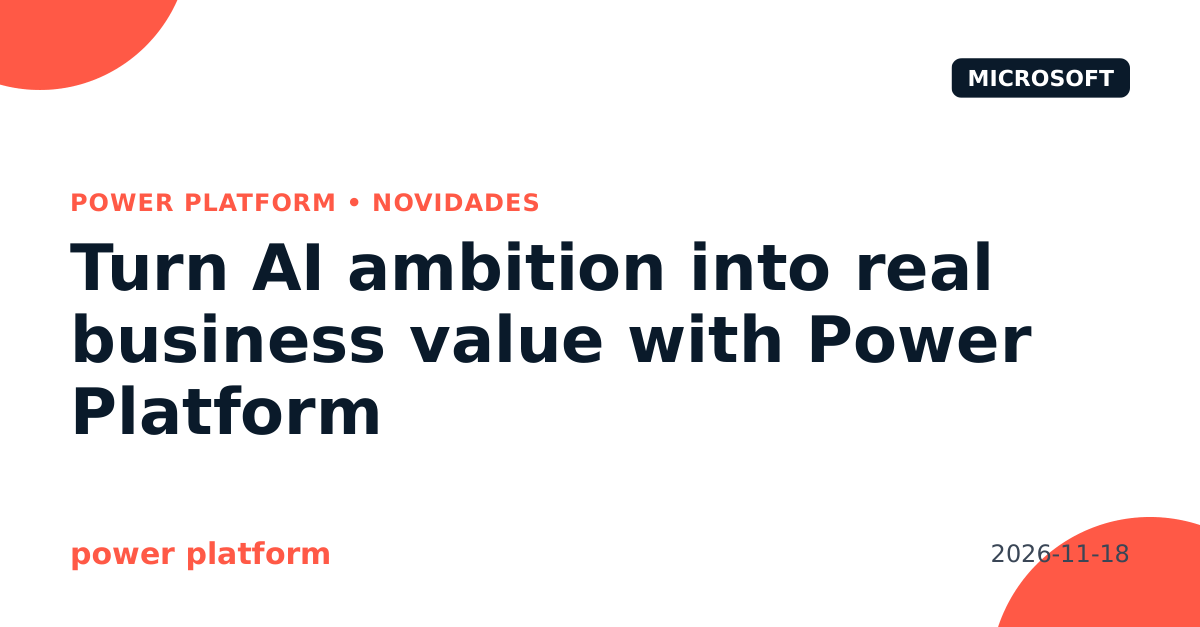 MICROSOFT
POWER PLATFORM • NOVIDADES
Turn AI ambition into real
business value with Power
Platform
power platform
2026-11-18